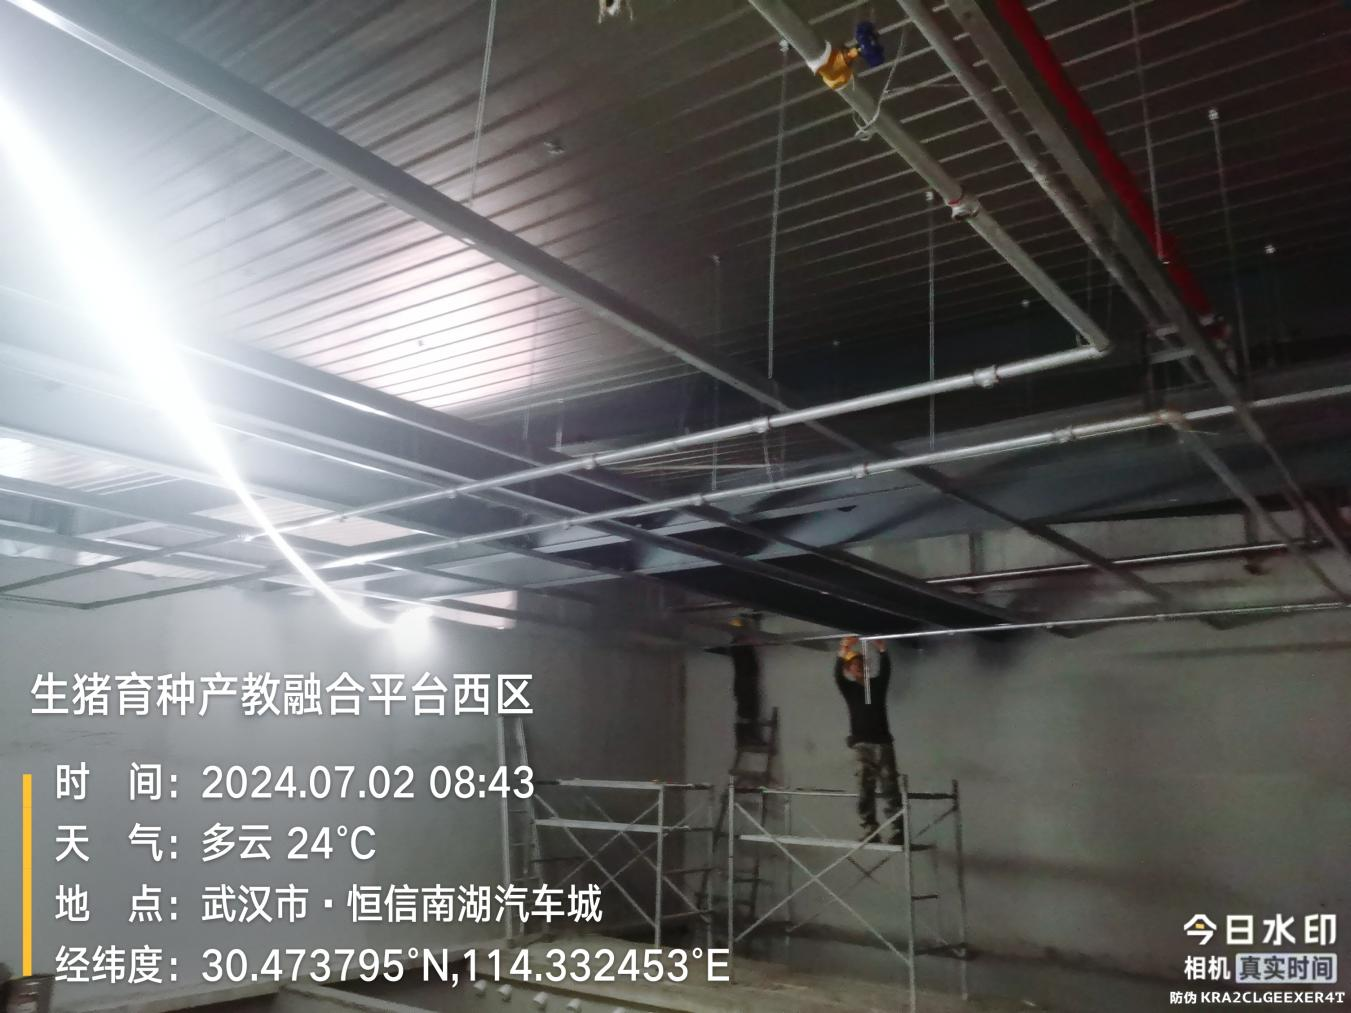 生猪育种产教融合平台西区
时 间：2024.07.02 08:43
天 气：多云 24°C
地 点：武汉市·恒信南湖汽车城
经纬度：30.473795°N,114.332453°E
今日水印
相机 真实时间
防伪 KRA2CLGEEXER4T